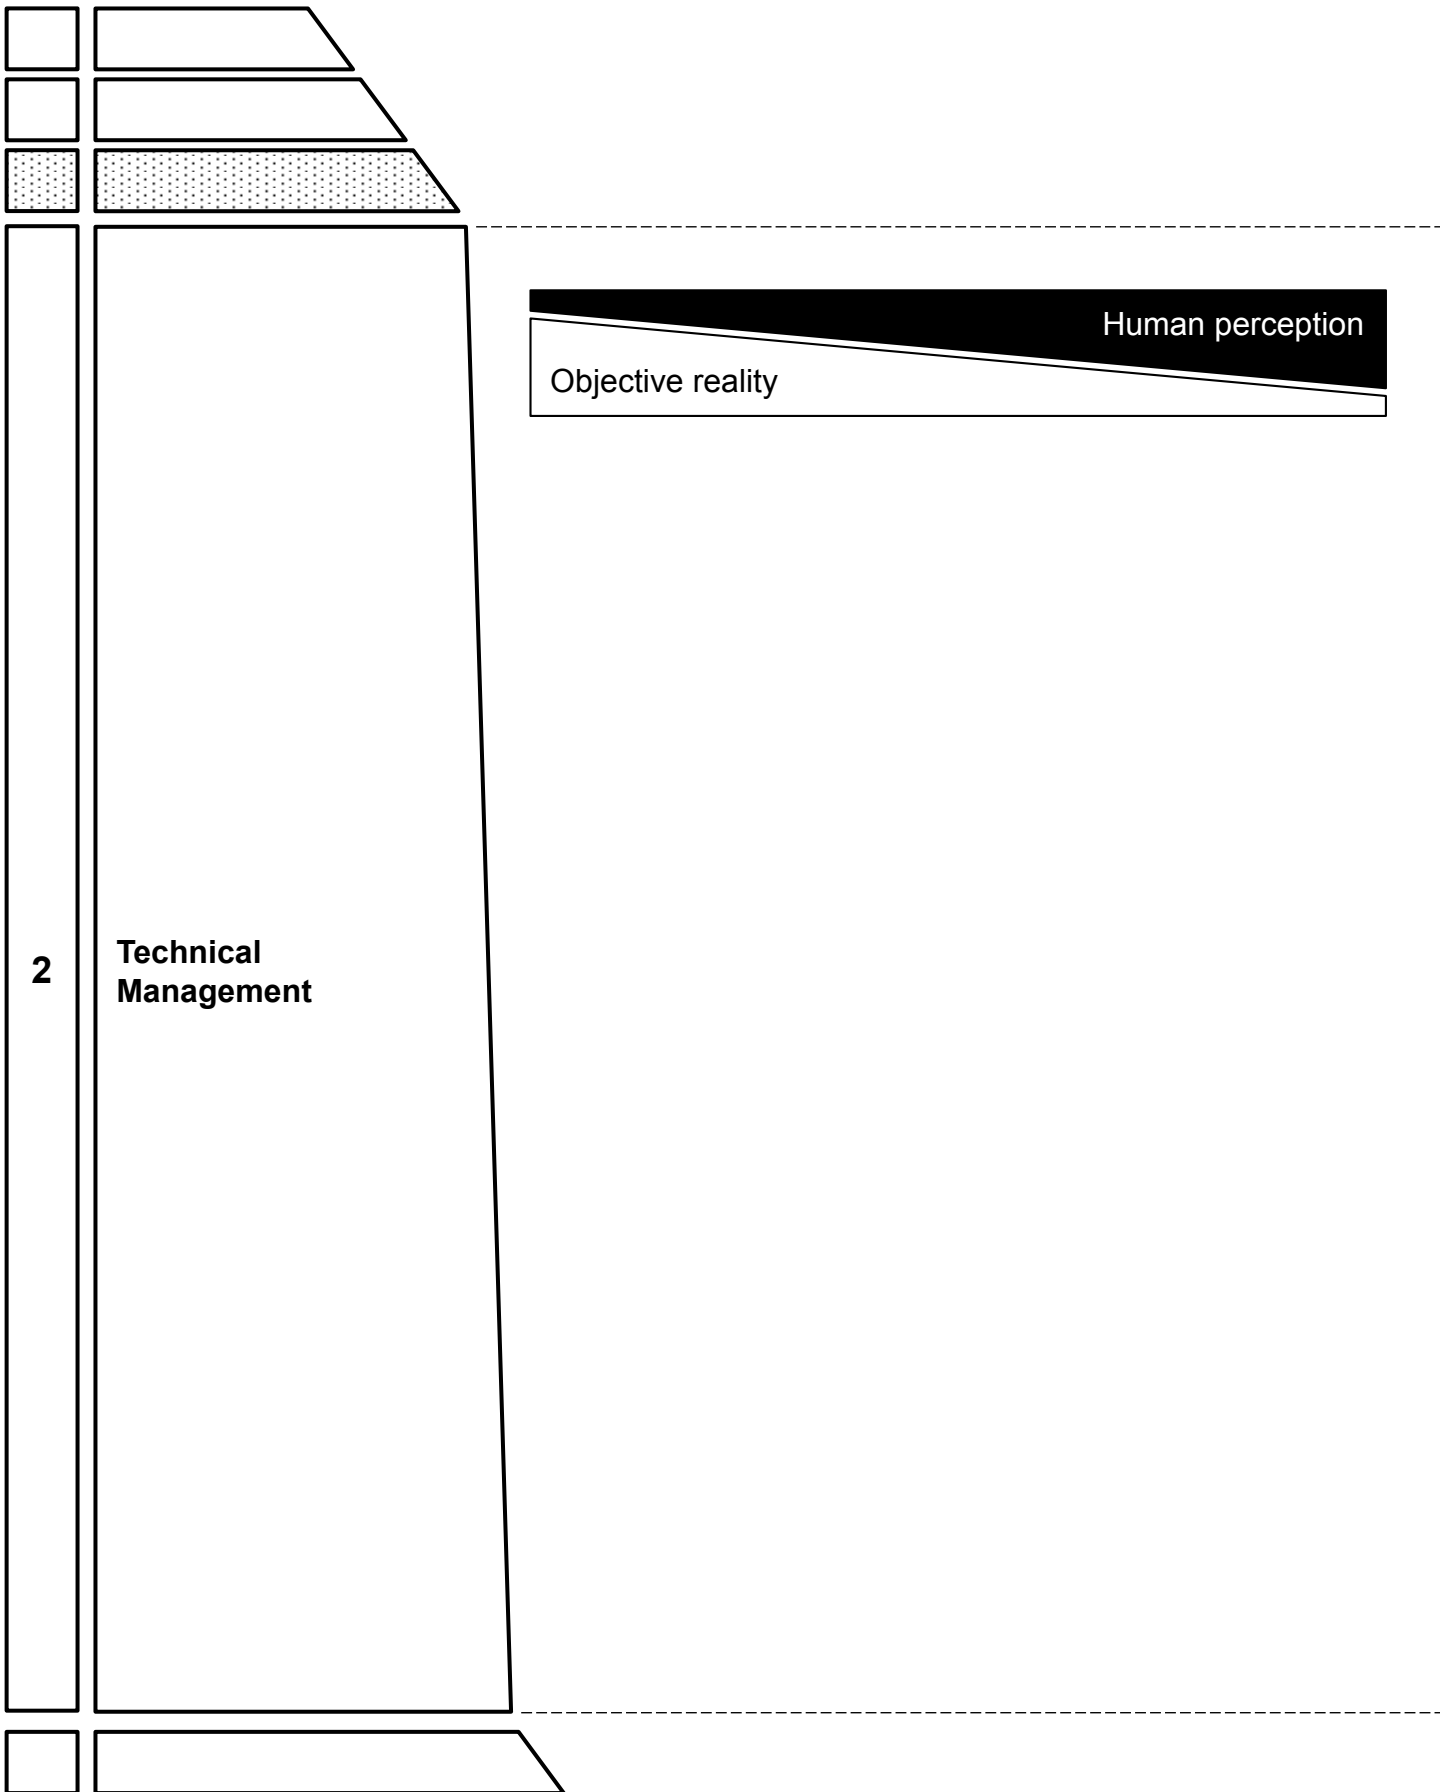 Human perception
Objective reality
2
Technical
Management